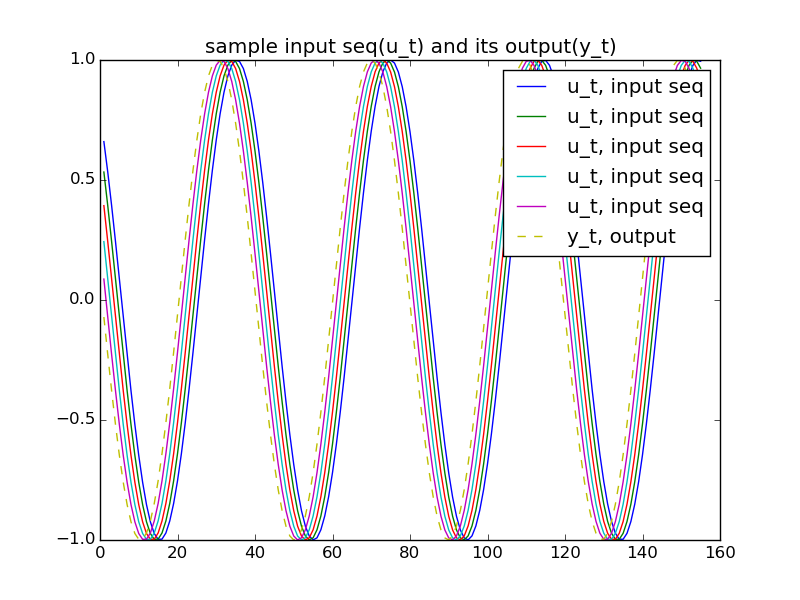 sample input seq(u_t) and its output(y_t)
1.0
0.5
0.0
−0.5
−1.0
u_t, input seq
u_t, input seq
u_t, input seq
u_t, input seq
u_t, input seq
y_t, output
0 20 40 60 80 100 120 140 160